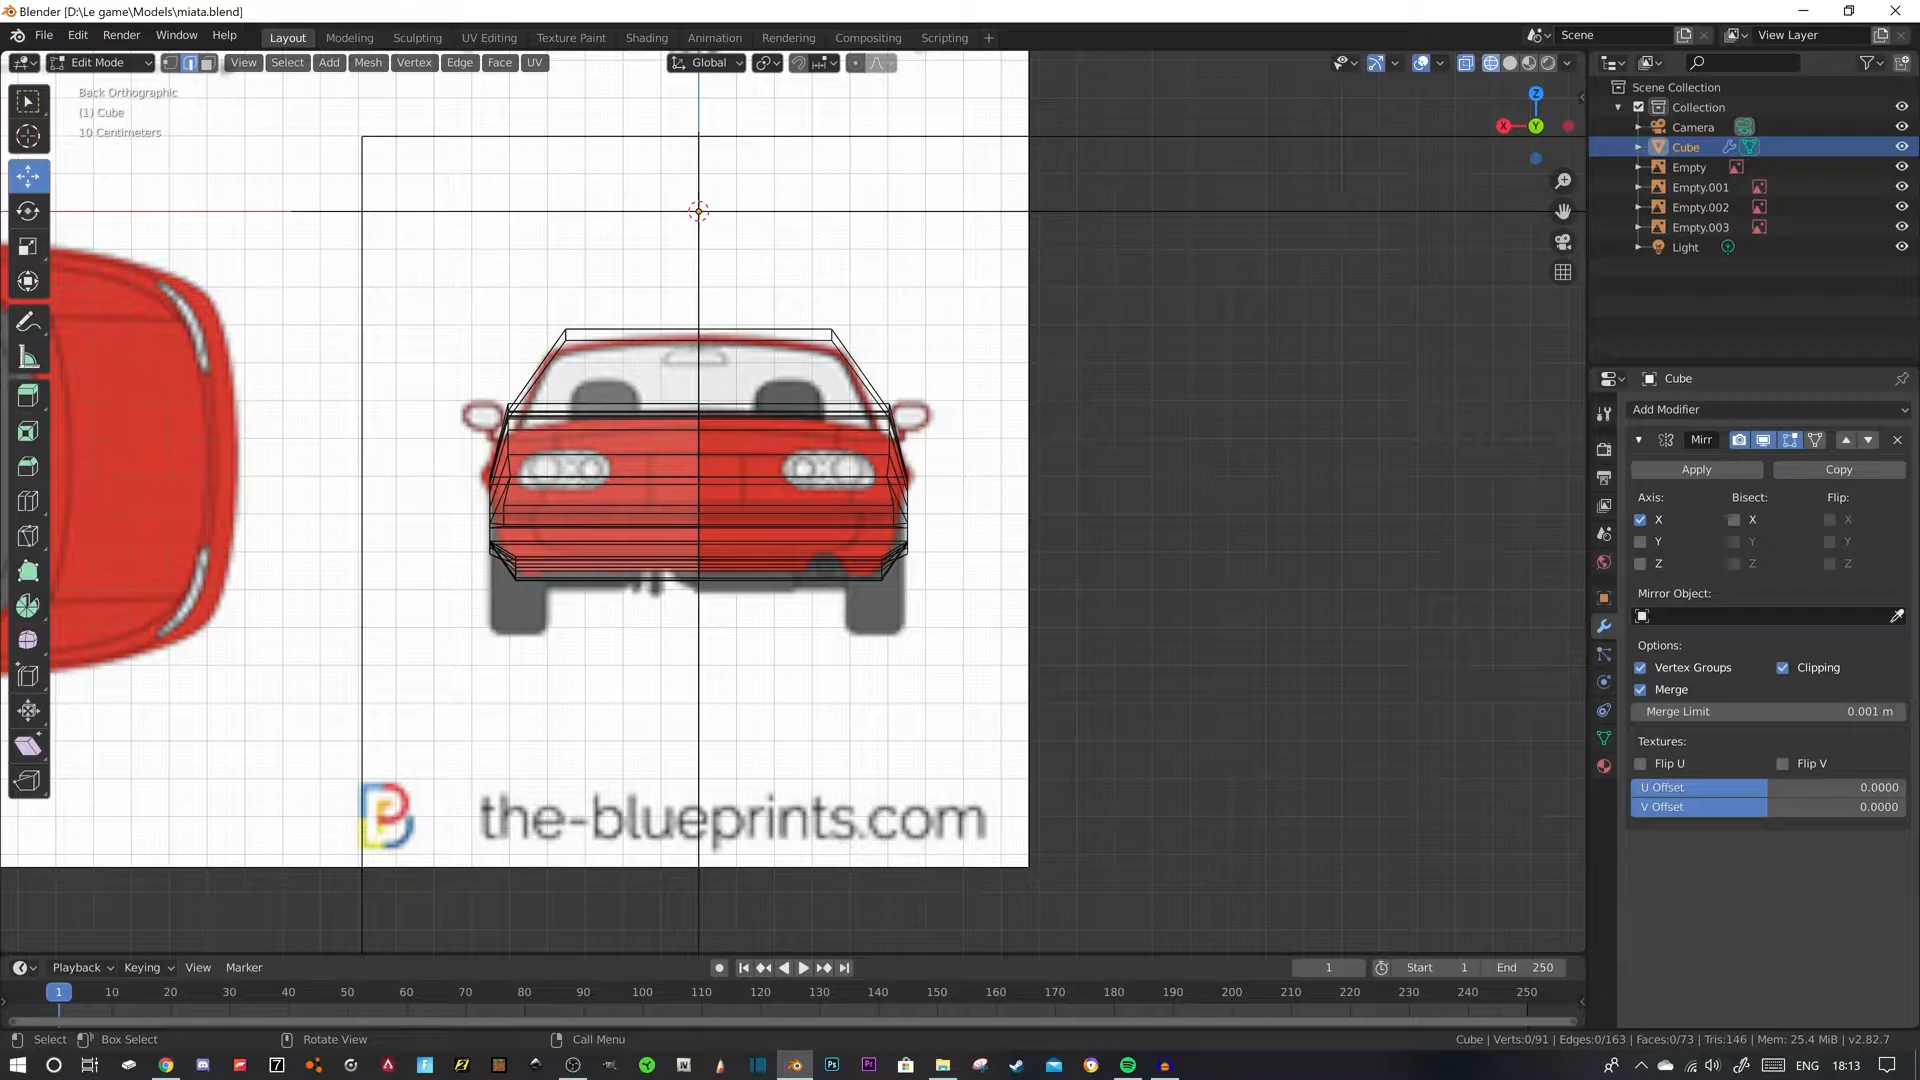 Blender [D:\Le game\Models\miata.blend]
File Edit Render Window Help
Layout Modeling Sculpting UV Editing Texture Paint Shading Animation Rendering Compositing Scripting +
Scene
View Layer
Edit Mode
View Select Add Mesh Vertex Edge Face UV
Global
Back Orthographic
(1) Cube
10 Centimeters
Z
X
Y
Scene Collection
Collection
Camera
Cube
Empty
Empty.001
Empty.002
Empty.003
Light
Cube
Add Modifier
Mirr
Apply Copy
Axis: Bisect: Flip:
X X X
Y Y Y
Z Z Z
Mirror Object:
Options:
Vertex Groups Clipping
Merge
Merge Limit 0.001 m
Textures:
Flip U Flip V
U Offset 0.0000
V Offset 0.0000
the-blueprints.com
Playback Keying View Marker
1 Start 1 End 250
1 10 20 30 40 50 60 70 80 90 100 110 120 130 140 150 160 170 180 190 200 210 220 230 240 250
Select Box Select Rotate View Call Menu
Cube | Verts:0/91 | Edges:0/163 | Faces:0/73 | Tris:146 | Mem: 25.4 MiB | v2.82.7
ENG 18:13